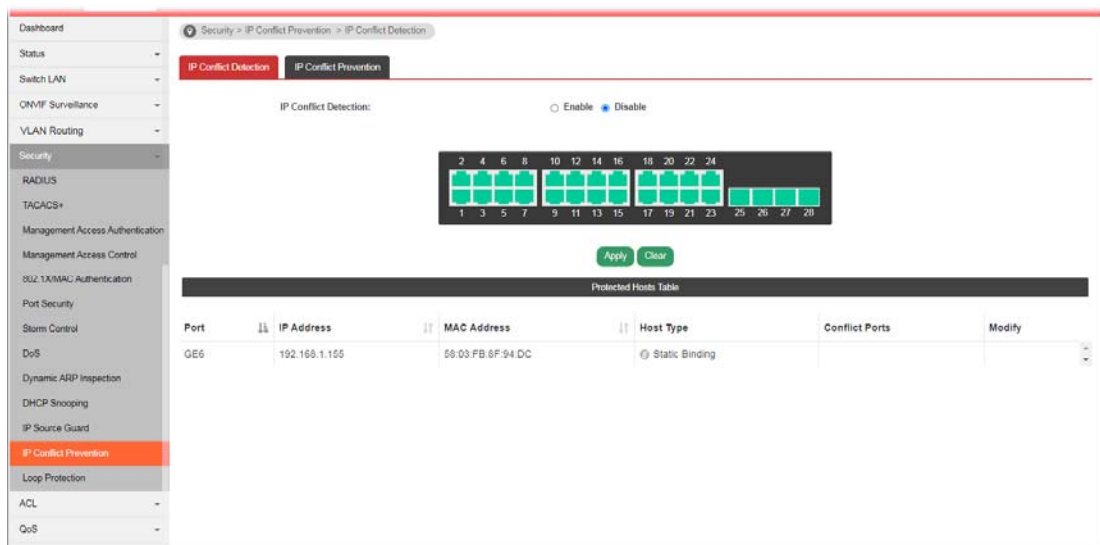 Dashboard
Status
Switch LAN
ONVIF Surveillance
VLAN Routing
Security
RADIUS
TACACS+
Management Access Authentication
Management Access Control
802.1X/MAC Authentication
Port Security
Storm Control
DoS
Dynamic ARP Inspection
DHCP Snooping
IP Source Guard
IP Conflict Prevention
Loop Protection
ACL
QoS
Security > IP Conflict Prevention > IP Conflict Detection
IP Conflict Detection IP Conflict Prevention
IP Conflict Detection: Enable Disable
2 4 6 8 10 12 14 16 18 20 22 24
1 3 5 7 9 11 13 15 17 19 21 23 25 26 27 28
Apply Clear
Protected Hosts Table
Port IP Address MAC Address Host Type Conflict Ports Modify
GE6 192.168.1.155 58:03:FB:8F:94:DC Static Binding